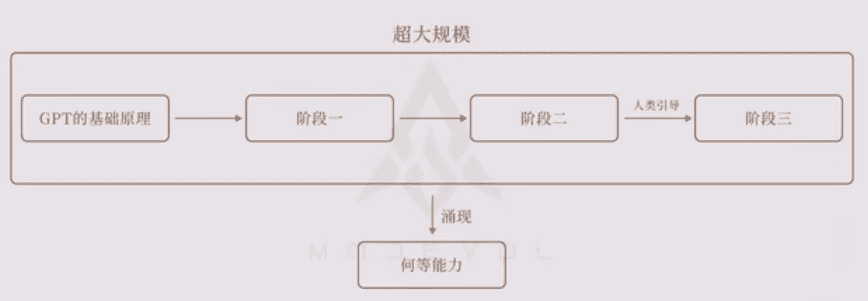 超大规模
GPT的基础原理
阶段一
阶段二
人类引导
阶段三
涌现
MODEVOL
何等能力